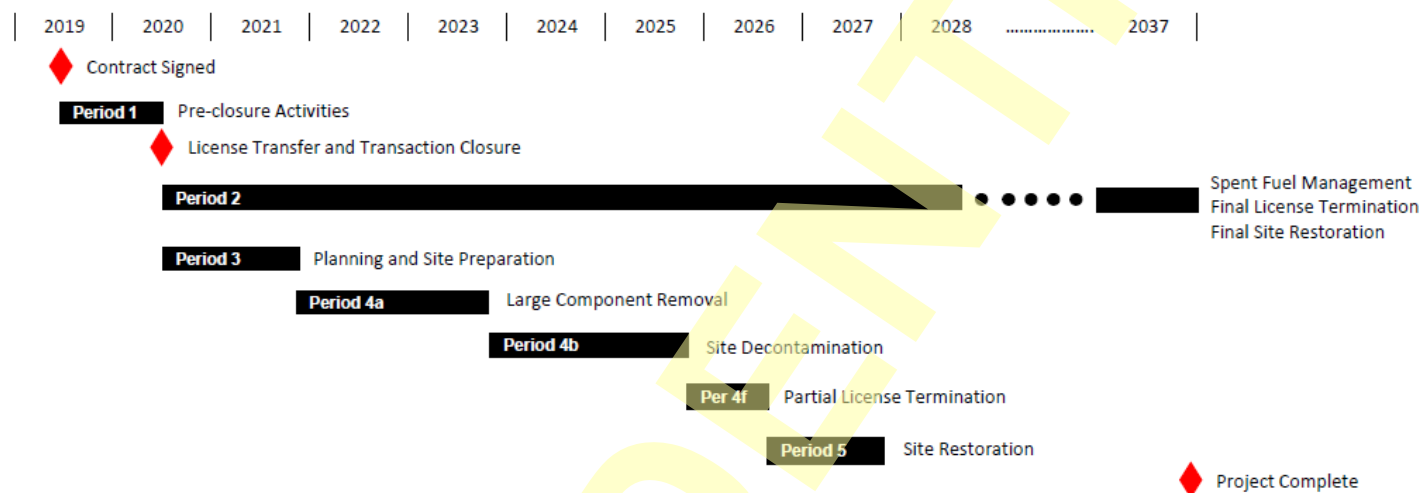 2019 2020 2021 2022 2023 2024 2025 2026 2027 2028 ................. 2037
Contract Signed
Period 1 Pre-closure Activities
License Transfer and Transaction Closure
Period 2
Spent Fuel Management
Final License Termination
Final Site Restoration
Period 3 Planning and Site Preparation
Period 4a Large Component Removal
Period 4b Site Decontamination
Per 4f Partial License Termination
Period 5 Site Restoration
Project Complete